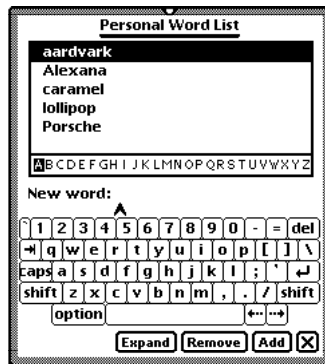 Personal Word List
aardvark
Alexana
caramel
lollipop
Porsche
ABCDEFGHIJKLMNOPQRSTUVWXYZ
New word:
` 1 2 3 4 5 6 7 8 9 0 - = del
q w e r t y u i o p [ ] \
caps a s d f g h j k l ; '
shift z x c v b n m , . / shift
option
Expand Remove Add X